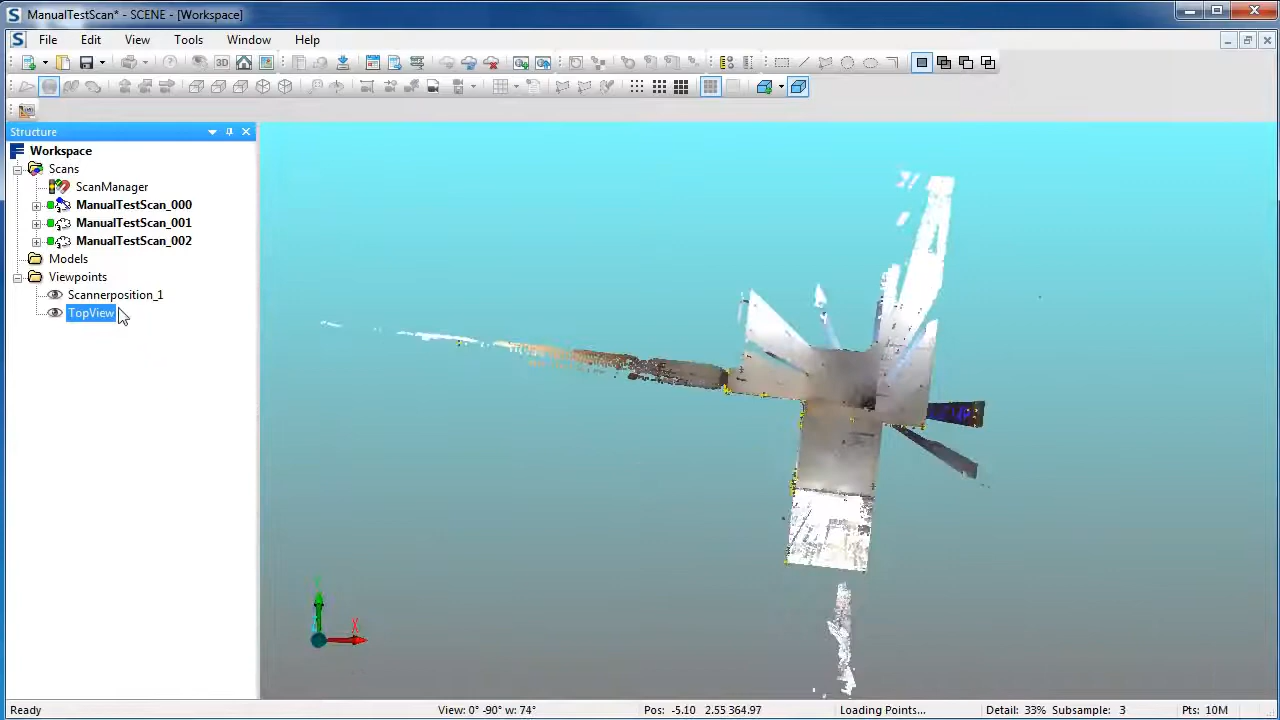 ManualTestScan* - SCENE - [Workspace]
File Edit View Tools Window Help
Structure
Workspace
Scans
ScanManager
ManualTestScan_000
ManualTestScan_001
ManualTestScan_002
Models
Viewpoints
Scannerposition_1
TopView
X
Ready View: 0° -90° w: 74° Pos: -5.10 2.55 364.97 Loading Points... Detail: 33% Subsample: 3 Pts: 10M